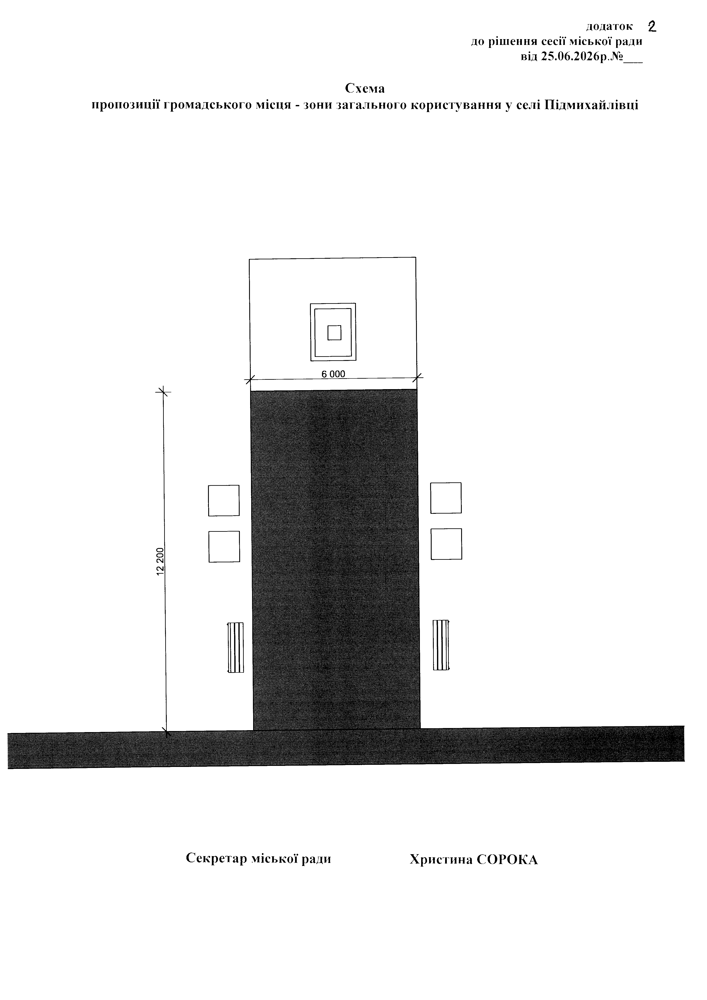 додаток 2
до рішення сесії міської ради
від 25.06.2026р.№___
Схема
пропозиції громадського місця - зони загального користування у селі Підмихайлівці
6 000
12 200
Секретар міської ради Христина СОРОКА